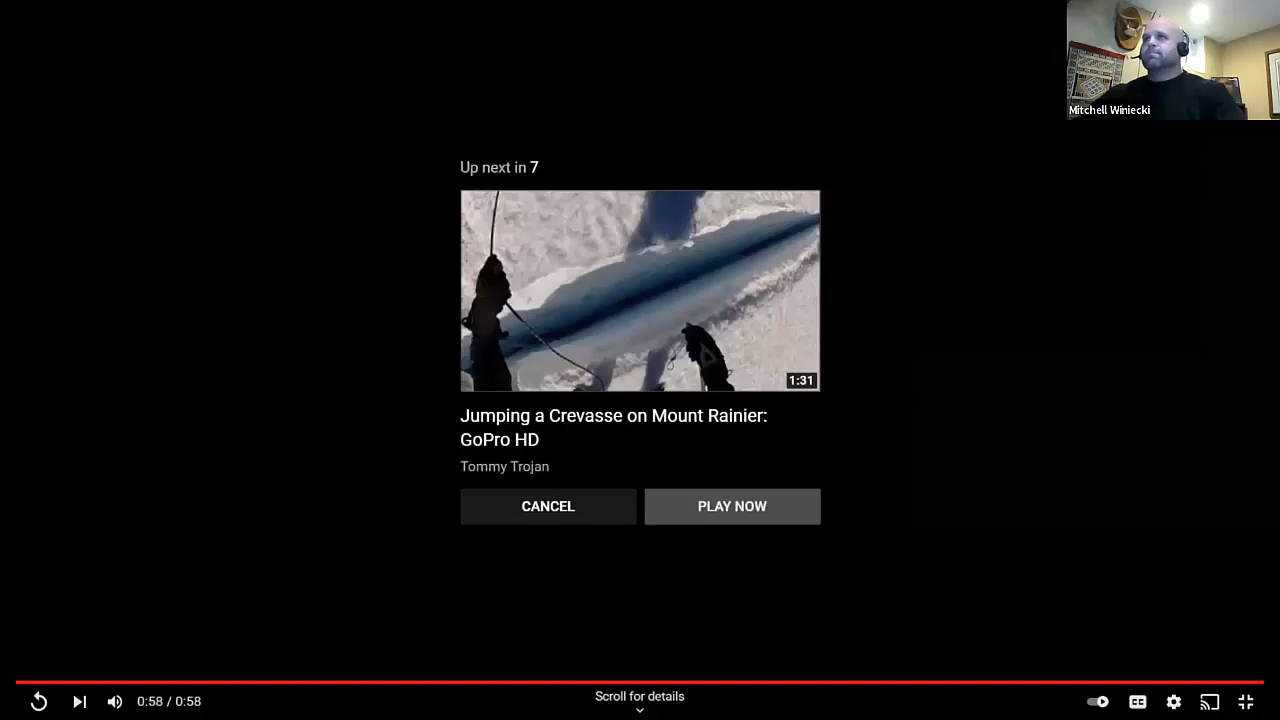 Mitchell Winiecki
Up next in 7
1:31
Jumping a Crevasse on Mount Rainier:
GoPro HD
Tommy Trojan
CANCEL
PLAY NOW
0:58 / 0:58
Scroll for details
CC